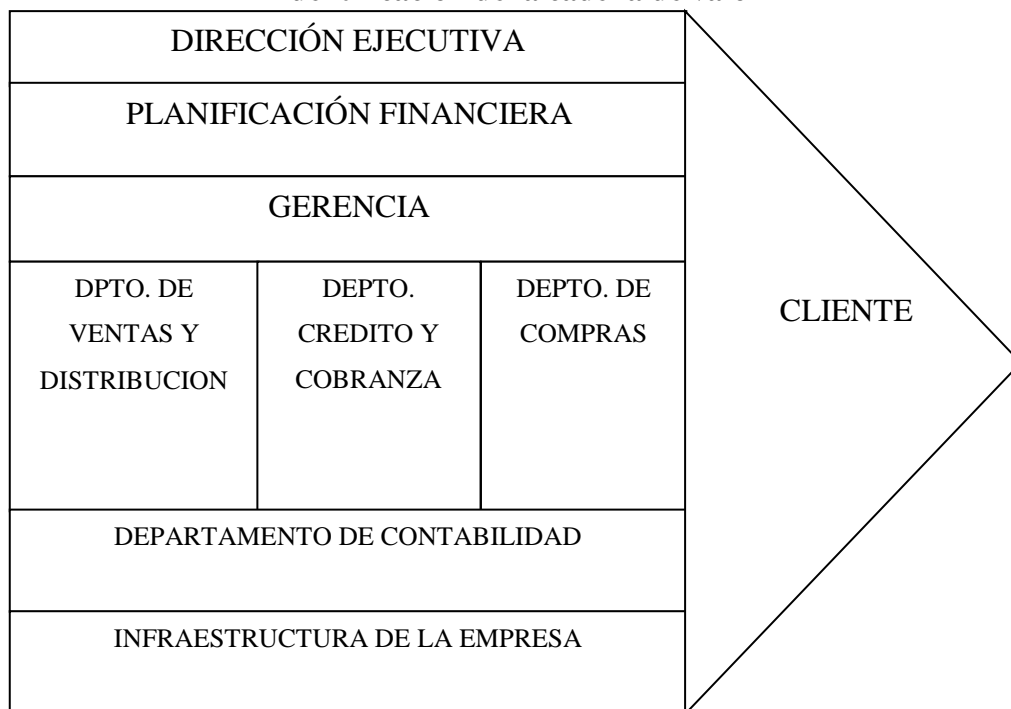 DIRECCIÓN EJECUTIVA
PLANIFICACIÓN FINANCIERA
GERENCIA
DPTO. DE
VENTAS Y
DISTRIBUCION
DEPTO.
CREDITO Y
COBRANZA
DEPTO. DE
COMPRAS
CLIENTE
DEPARTAMENTO DE CONTABILIDAD
INFRAESTRUCTURA DE LA EMPRESA